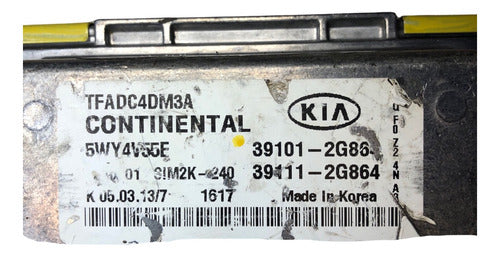 TFADC4DM3A
KIA
CONTINENTAL
5WY4V55E 39101-2G86
01 SIM2K-240 39111-2G864
K 05.03.13/7 1617 Made In Korea